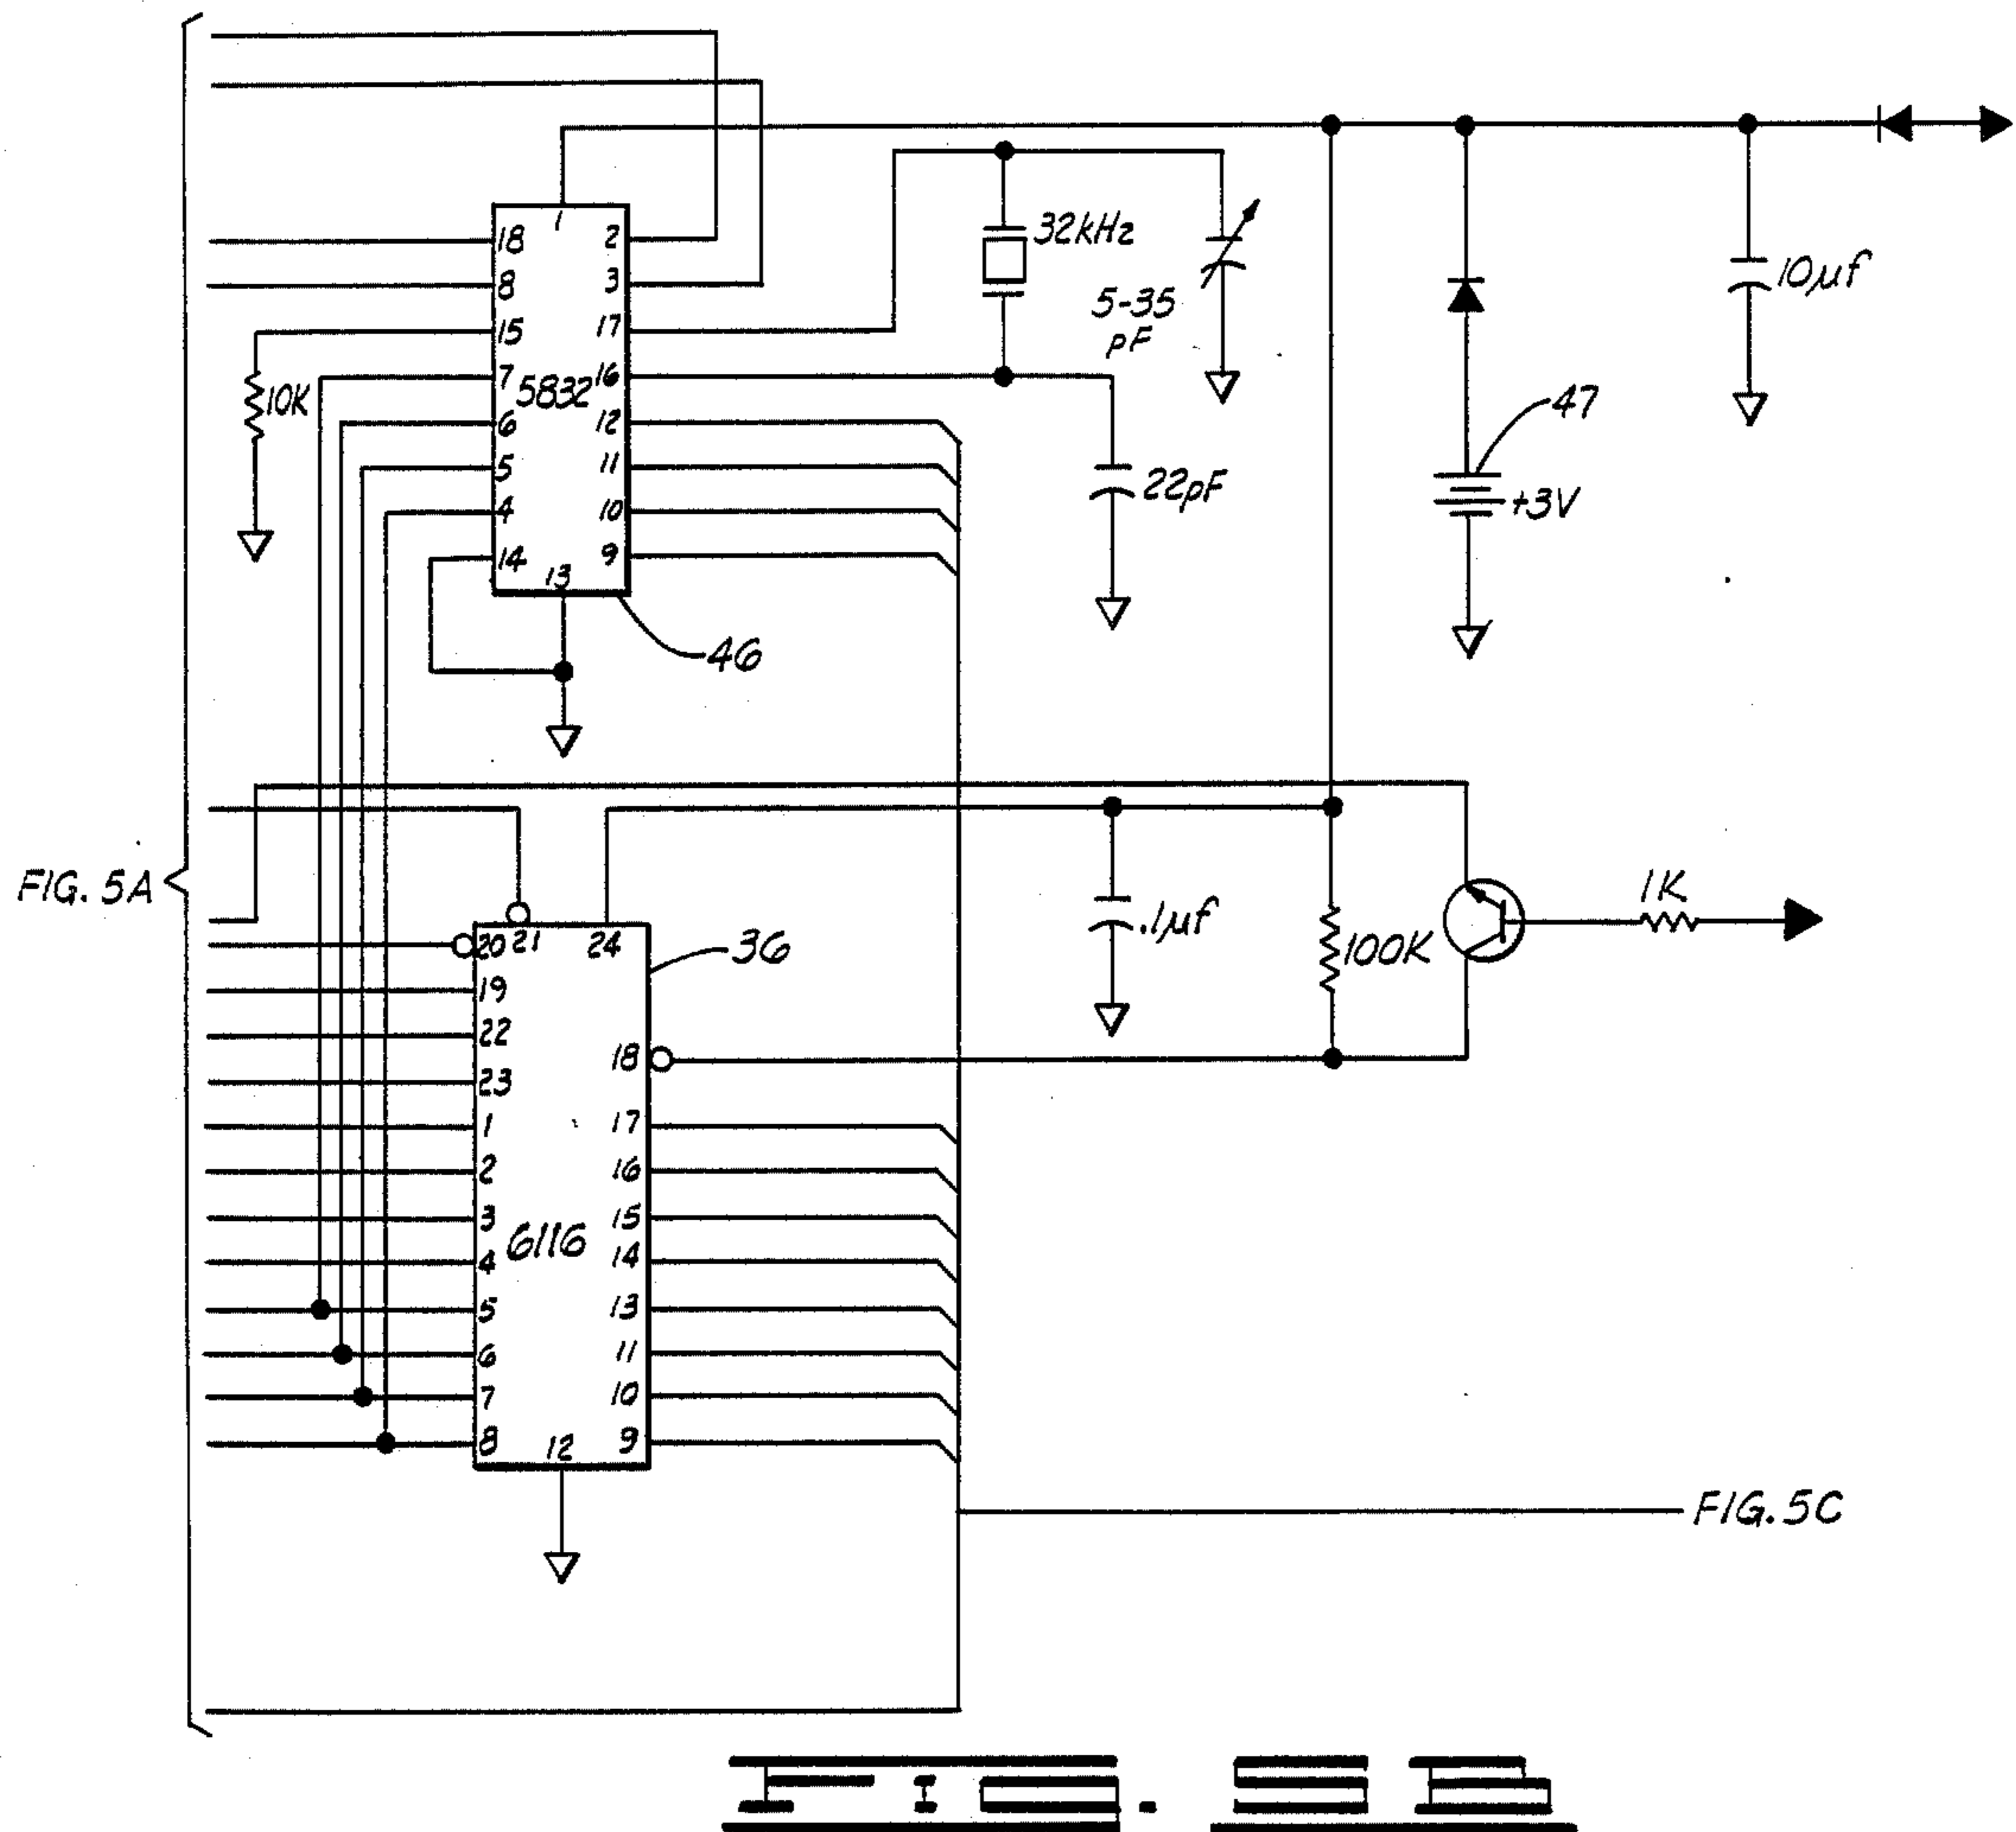 1
18 2
8 3
15 17
7 16
5832
6 12
5 11
4 10
14 9
13
10K
46
32kHz
5-35
pF
22pF
47
+3V
10µf
FIG. 5A
20 21 24
36
19
22
23
18
1 17
2 16
3 15
6116
4 14
5 13
6 11
7 10
8 9
12
.1µf
100K
1K
FIG. 5C
FIG. 5B